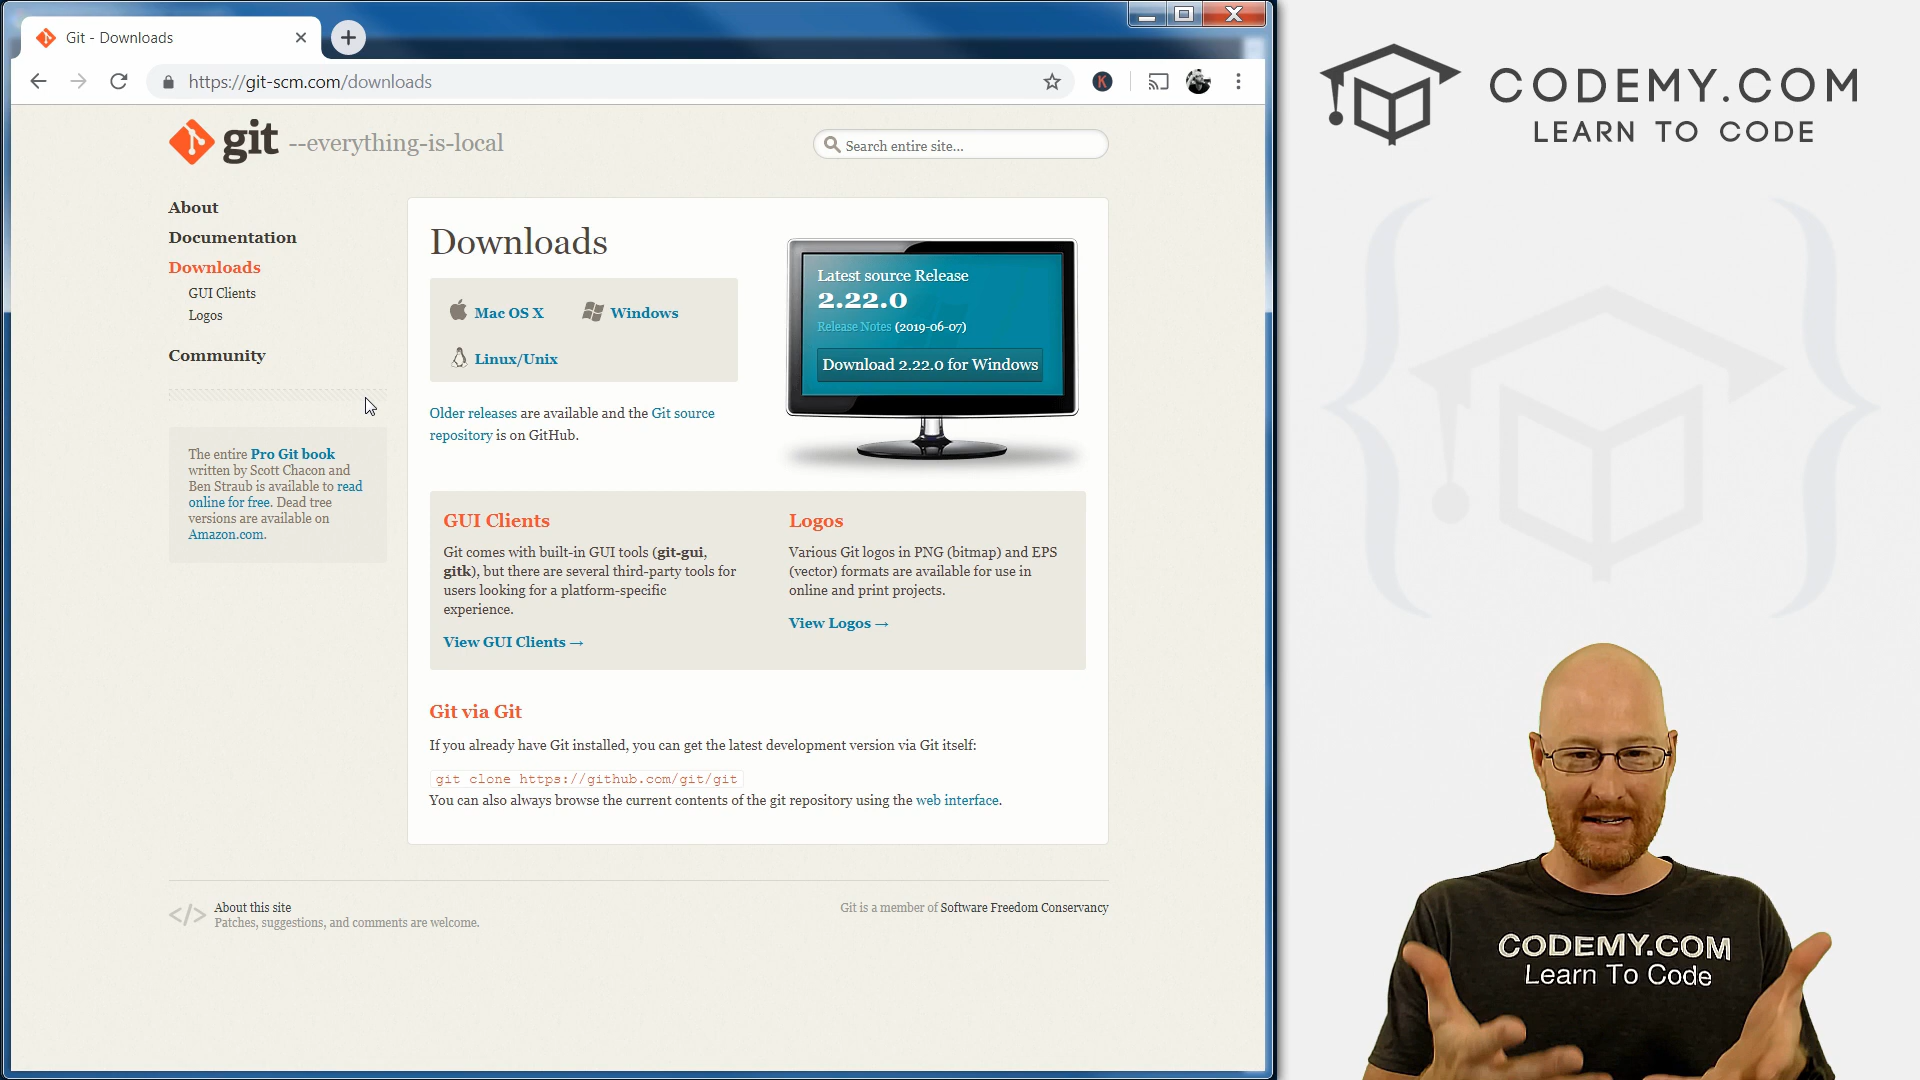 Git - Downloads
https://git-scm.com/downloads
K
git --everything-is-local
Search entire site...
About
Documentation
Downloads
GUI Clients
Logos
Community
The entire Pro Git book
written by Scott Chacon and
Ben Straub is available to read
online for free. Dead tree
versions are available on
Amazon.com.
Downloads
Mac OS X
Windows
Linux/Unix
Older releases are available and the Git source
repository is on GitHub.
Latest source Release
2.22.0
Release Notes (2019-06-07)
Download 2.22.0 for Windows
GUI Clients
Git comes with built-in GUI tools (git-gui,
gitk), but there are several third-party tools for
users looking for a platform-specific
experience.
View GUI Clients →
Logos
Various Git logos in PNG (bitmap) and EPS
(vector) formats are available for use in
online and print projects.
View Logos →
Git via Git
If you already have Git installed, you can get the latest development version via Git itself:
git clone https://github.com/git/git
You can also always browse the current contents of the git repository using the web interface.
</>
About this site
Patches, suggestions, and comments are welcome.
Git is a member of Software Freedom Conservancy
CODEMY.COM
LEARN TO CODE
CODEMY.COM
Learn To Code